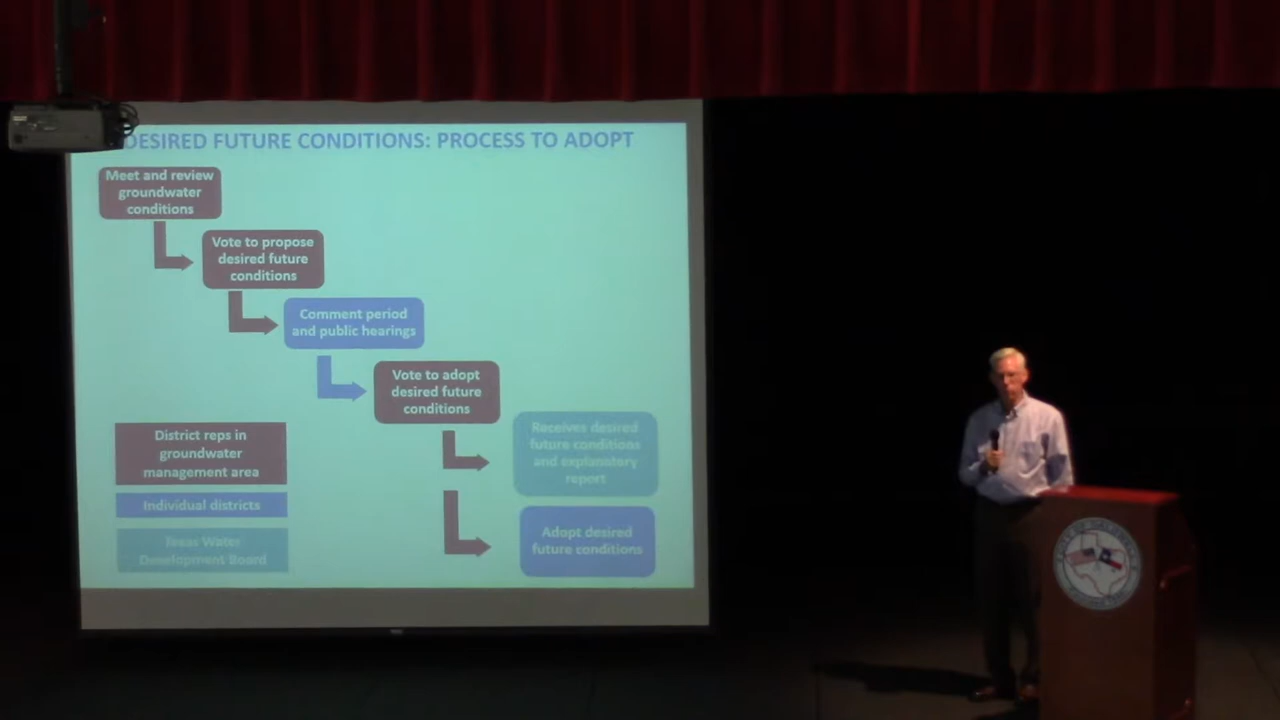 DESIRED FUTURE CONDITIONS: PROCESS TO ADOPT
Meet and review
groundwater
conditions
Vote to propose
desired future
conditions
Comment period
and public hearings
Vote to adopt
desired future
conditions
Receives desired
future conditions
and explanatory
report
Adopt desired
future conditions
District reps in
groundwater
management area
Individual districts
Texas Water
Development Board